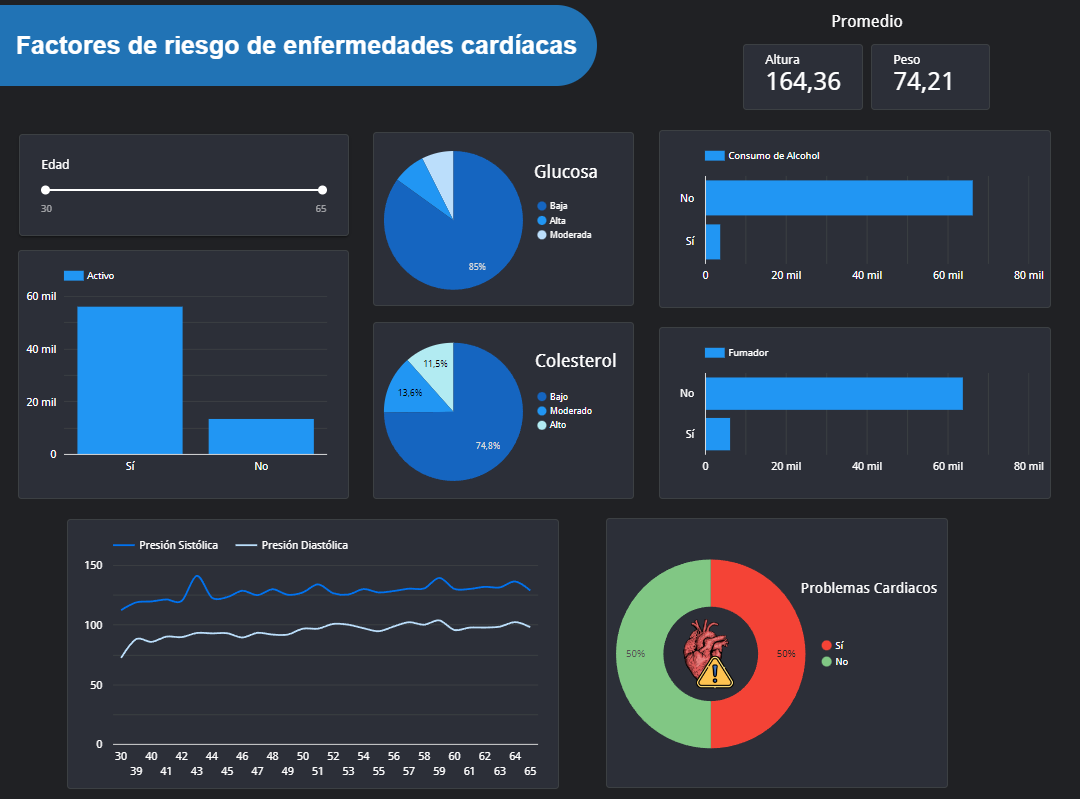 Factores de riesgo de enfermedades cardíacas
Promedio
Altura
164,36
Peso
74,21
Edad
30
65
Glucosa
Baja
Alta
Moderada
85%
Consumo de Alcohol
No
Sí
0 20 mil 40 mil 60 mil 80 mil
Activo
60 mil
40 mil
20 mil
0
Sí No
Colesterol
Bajo
Moderado
Alto
11,5%
13,6%
74,8%
Fumador
No
Sí
0 20 mil 40 mil 60 mil 80 mil
Presión Sistólica Presión Diastólica
150
100
50
0
30 40 42 44 46 48 50 52 54 56 58 60 62 64
39 41 43 45 47 49 51 53 55 57 59 61 63 65
Problemas Cardiacos
Sí
No
50%
50%